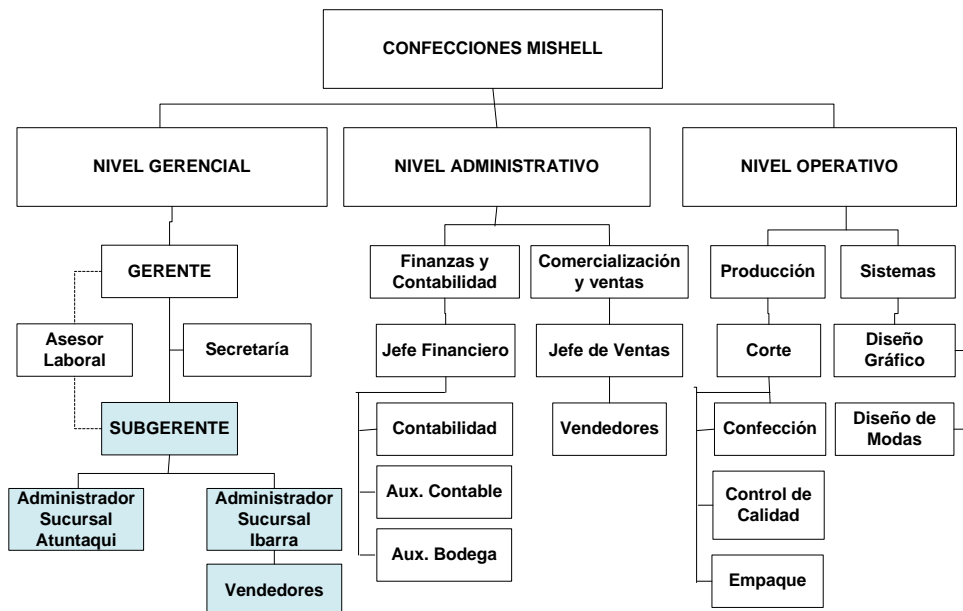 CONFECCIONES MISHELL
NIVEL GERENCIAL
NIVEL ADMINISTRATIVO
NIVEL OPERATIVO
GERENTE
Asesor
Laboral
Secretaría
SUBGERENTE
Administrador
Sucursal
Atuntaqui
Administrador
Sucursal
Ibarra
Vendedores
Finanzas y
Contabilidad
Jefe Financiero
Contabilidad
Aux. Contable
Aux. Bodega
Comercialización
y ventas
Jefe de Ventas
Vendedores
Producción
Corte
Confección
Control de
Calidad
Empaque
Sistemas
Diseño
Gráfico
Diseño de
Modas